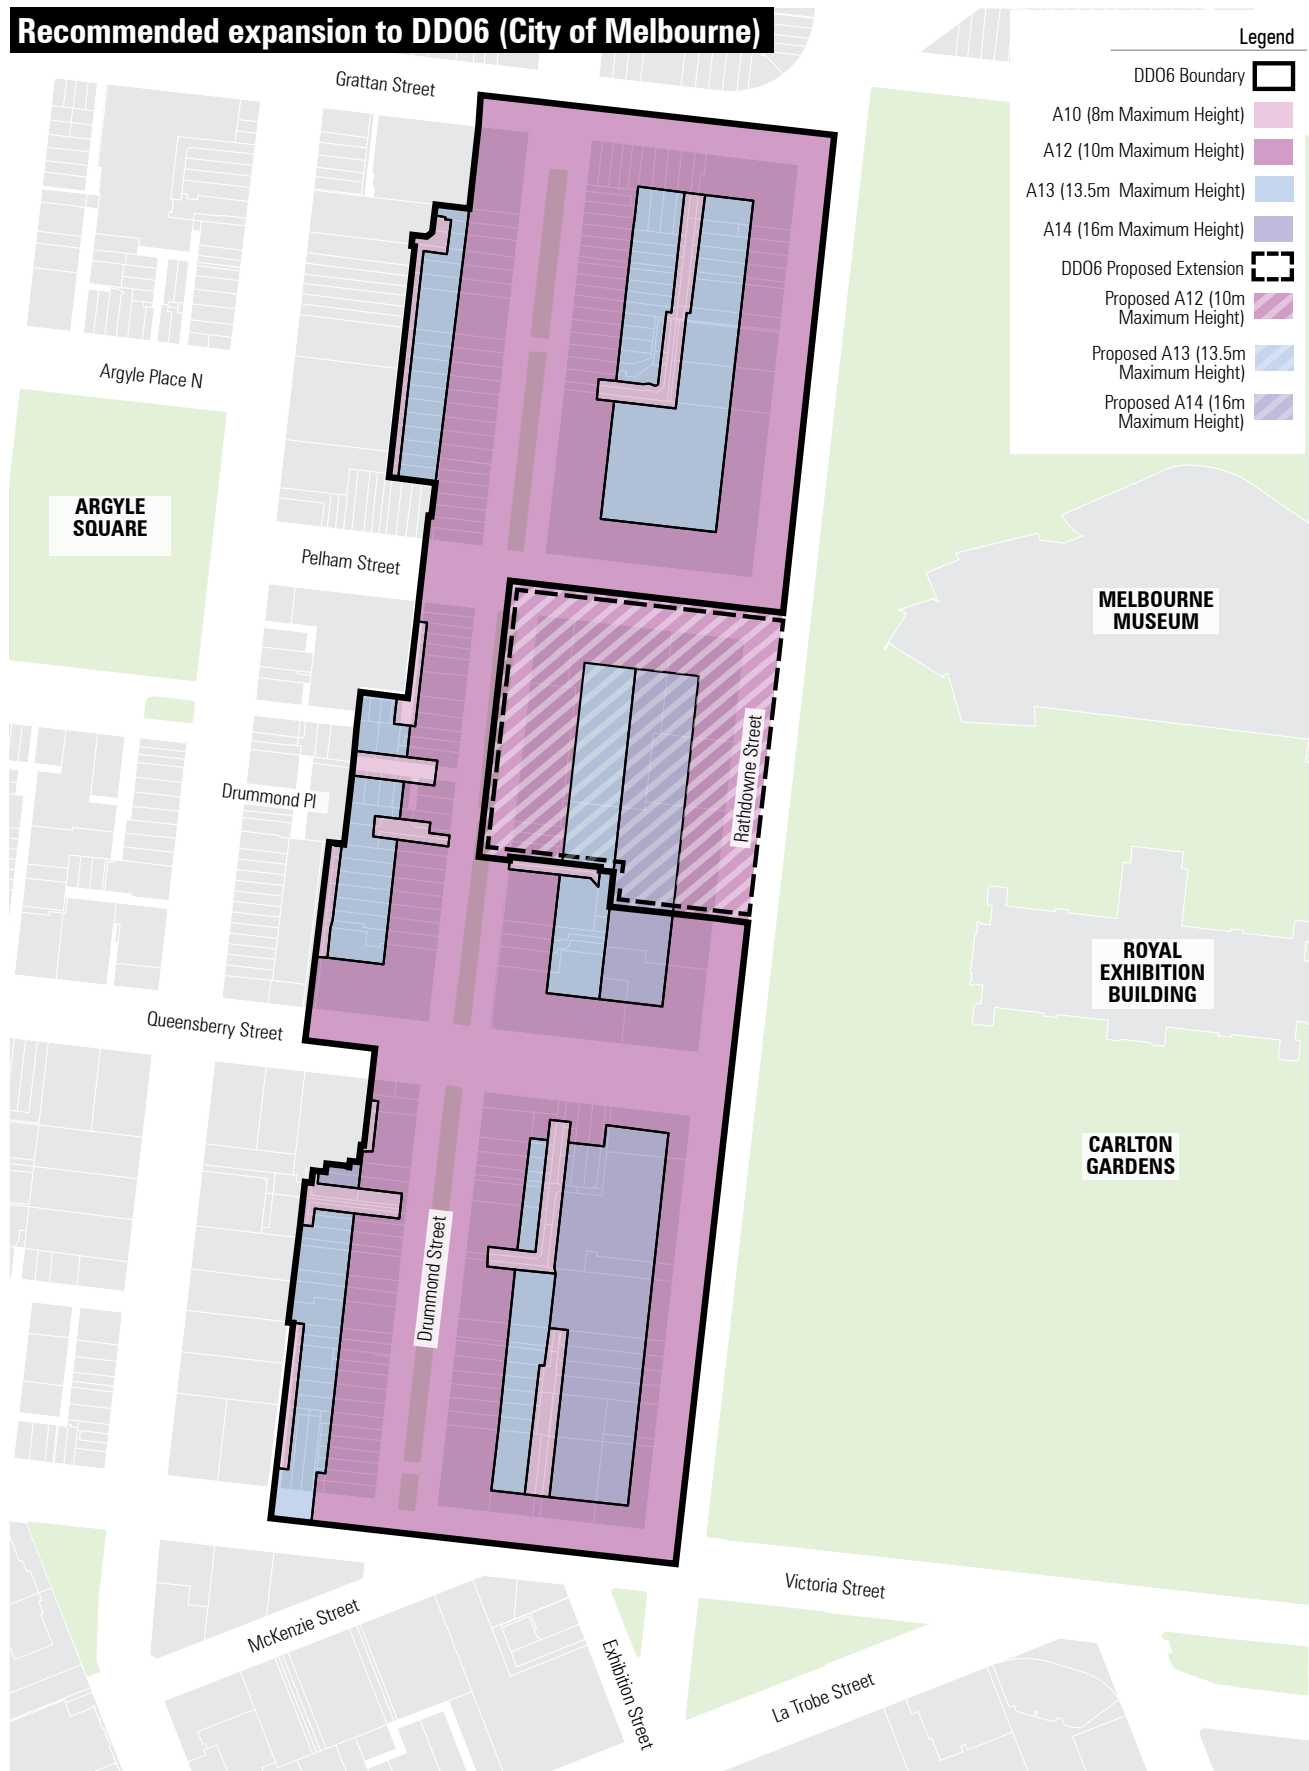 Recommended expansion to DDO6 (City of Melbourne)
Legend
DDO6 Boundary
A10 (8m Maximum Height)
A12 (10m Maximum Height)
A13 (13.5m Maximum Height)
A14 (16m Maximum Height)
DDO6 Proposed Extension
Proposed A12 (10m
Maximum Height)
Proposed A13 (13.5m
Maximum Height)
Proposed A14 (16m
Maximum Height)
Grattan Street
Argyle Place N
ARGYLE
SQUARE
Pelham Street
MELBOURNE
MUSEUM
Rathdowne Street
Drummond Pl
ROYAL
EXHIBITION
BUILDING
Queensberry Street
CARLTON
GARDENS
Drummond Street
Victoria Street
McKenzie Street
Exhibition Street
La Trobe Street